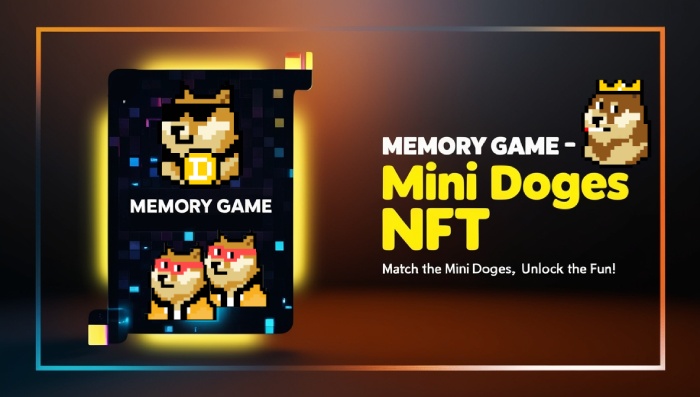 D
MEMORY GAME
MEMORY GAME -
Mini Doges
NFT
Match the Mini Doges, Unlock the Fun!